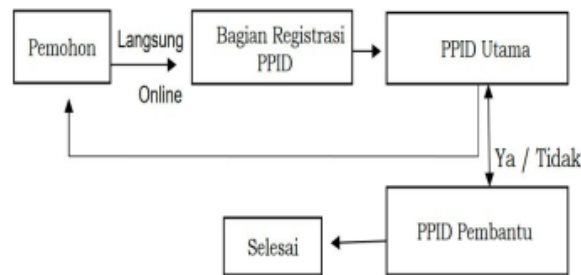 Pemohon
Langsung
Online
Bagian Registrasi
PPID
PPID Utama
Ya / Tidak
PPID Pembantu
Selesai